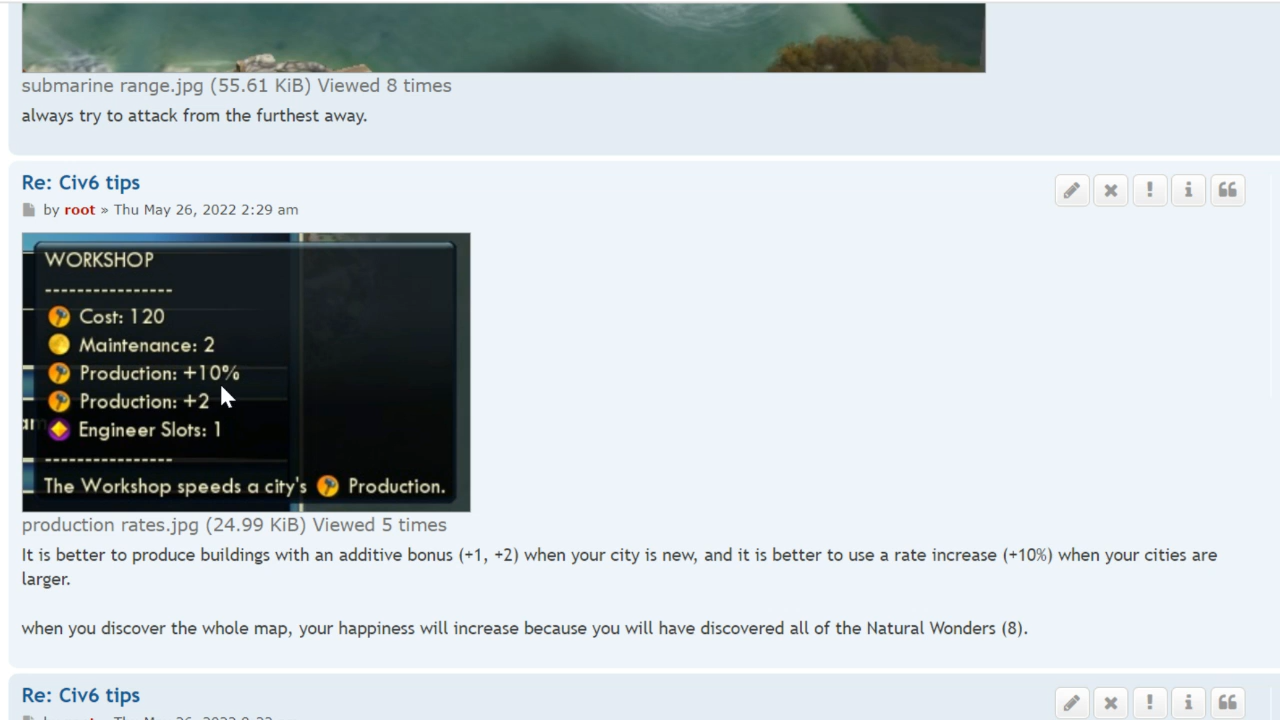 submarine range.jpg (55.61 KiB) Viewed 8 times
always try to attack from the furthest away.
Re: Civ6 tips
by root » Thu May 26, 2022 2:29 am
WORKSHOP
----------------
Cost: 120
Maintenance: 2
Production: +10%
Production: +2
Engineer Slots: 1
----------------
The Workshop speeds a city's Production.
production rates.jpg (24.99 KiB) Viewed 5 times
It is better to produce buildings with an additive bonus (+1, +2) when your city is new, and it is better to use a rate increase (+10%) when your cities are
larger.
when you discover the whole map, your happiness will increase because you will have discovered all of the Natural Wonders (8).
Re: Civ6 tips